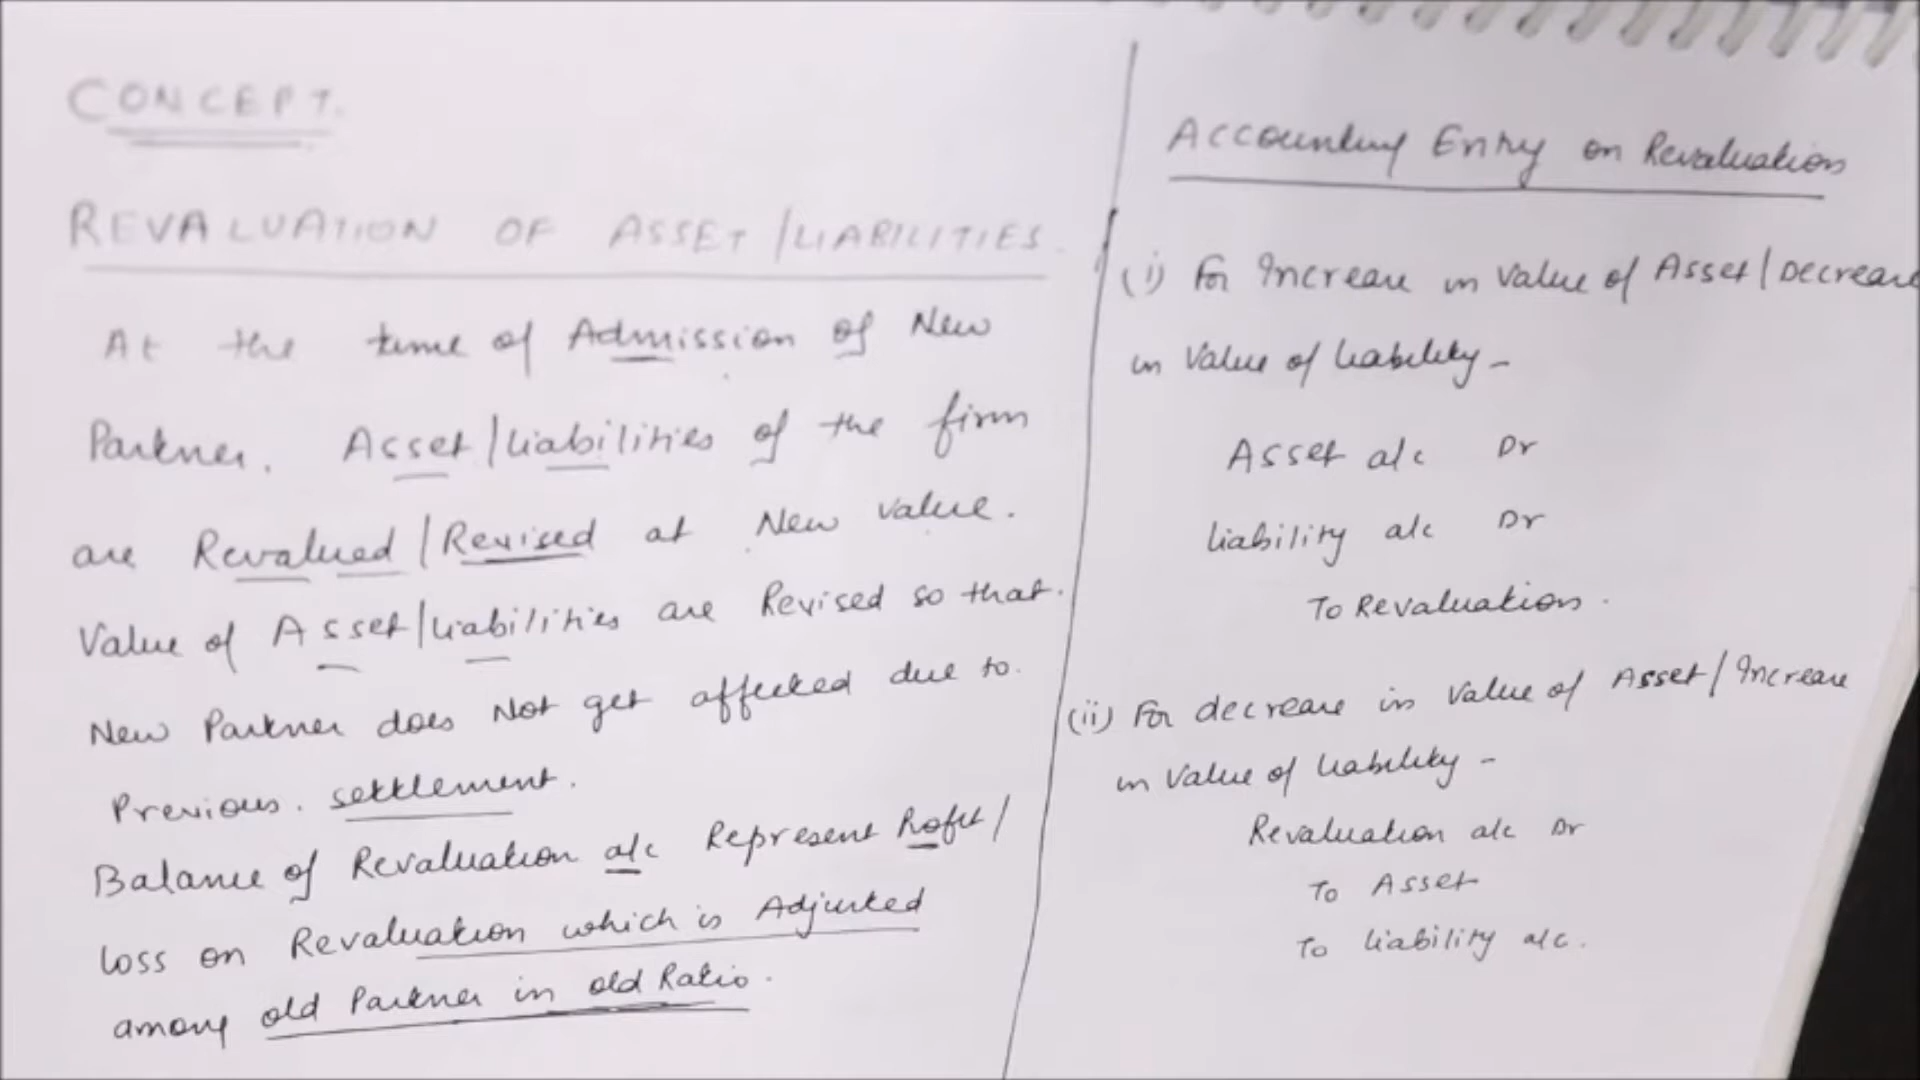 CONCEPT.
REVALUATION OF ASSET/LIABILITIES.
At the time of Admission of New
Partner. Asset/liabilities of the firm
are Revalued/Revised at New value.
Value of Asset/liabilities are Revised so that.
New Partner does Not get affected due to.
Previous. settlement.
Balance of Revaluation a/c Represent Profit/
loss on Revaluation which is Adjusted
among old Partner in old Ratio.
Accounting Entry on Revaluation
(i) For Increase in Value of Asset/Decrease
in Value of liability -
Asset a/c Dr
liability a/c Dr
To Revaluation.
(ii) For decrease in Value of Asset/Increase
in Value of liability -
Revaluation a/c Dr
To Asset
To liability a/c.